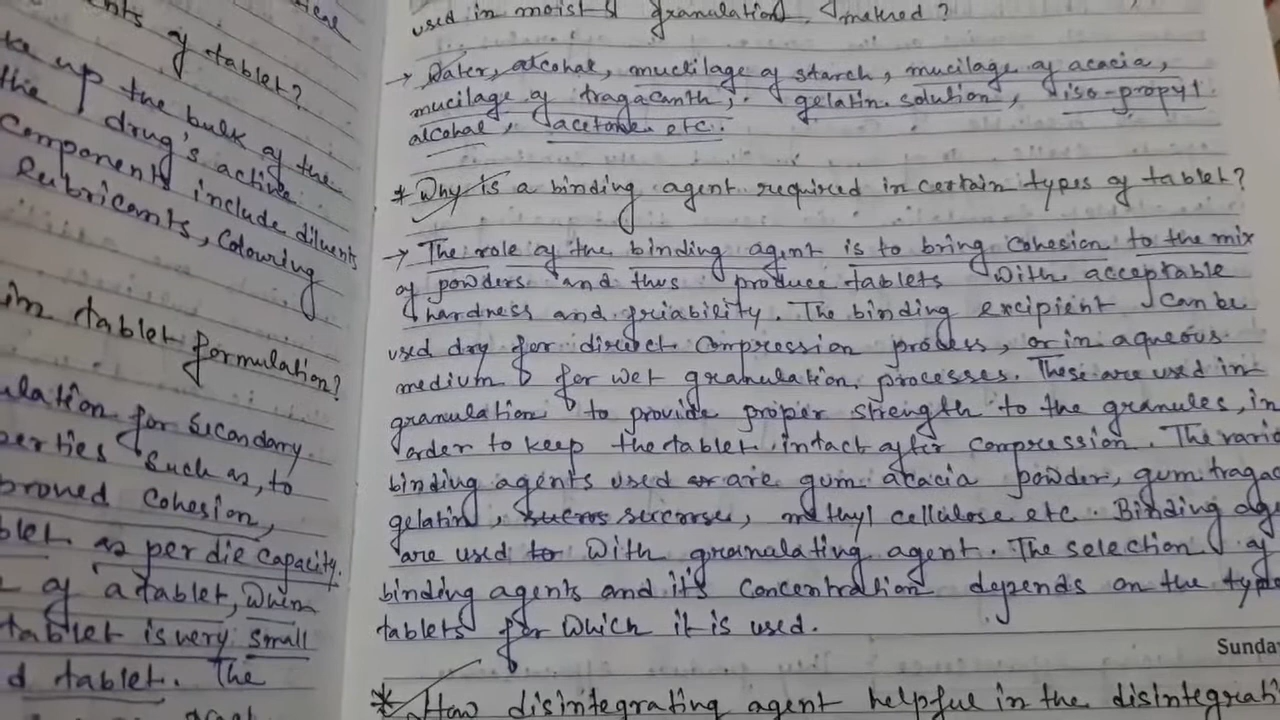 of tablet?
up the bulk of the
the drug's active
Components include diluents
Rubricants, Colouring
in tablet formulation?
for Secondary
such as, to
Cohesion,
as per die capacity.
of a tablet, when
tablet is very small
tablet. The
used in moist granulation method?
→ Water, alcohal, mucilage of starch, mucilage of acacia,
mucilage of tragacanth, gelatin solution, iso-propyl
alcohal, acetone etc.
* Why is a binding agent required in certain types of tablet?
→ The role of the binding agent is to bring Cohesion to the mix
of powders and thus produce tablets with acceptable
hardness and friability. The binding excipient can be
used dry for direct Compression process, or in aqueous
medium for wet granulation, processes. These are used in
granulation to provide proper strength to the granules, in
order to keep the tablet intact after compression. The
binding agents used are gum acacia powder, gum
gelatin, sucrose, methyl cellulose etc. Binding
are used to with granulating agent. The selection of
binding agents and it's Concentration depends on the
tablets for which it is used.
* How disintegrating agent helpful in the